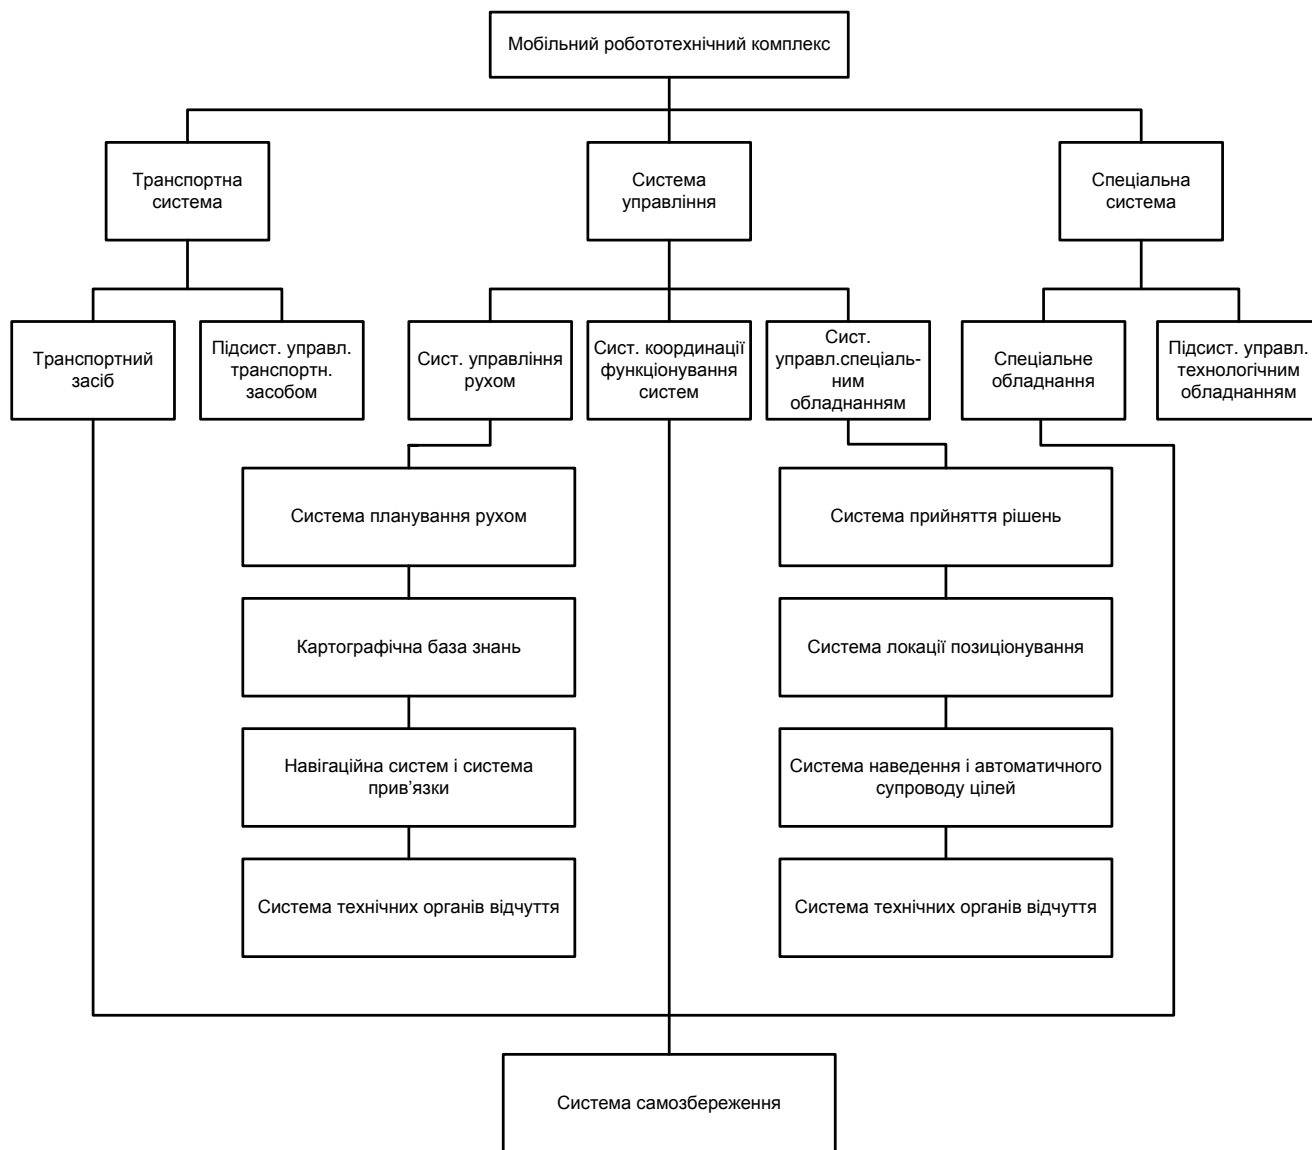 Мобільний робототехнічний комплекс
Транспортна
система
Система
управління
Спеціальна
система
Транспортний
засіб
Підсист. управл.
транспортн.
засобом
Сист. управління
рухом
Сист. координації
функціонування
систем
Сист.
управл.спеціаль-
ним
обладнанням
Спеціальне
обладнання
Підсист. управл.
технологічним
обладнанням
Система планування рухом
Система прийняття рішень
Картографічна база знань
Система локації позиціонування
Навігаційна систем і система
прив’язки
Система наведення і автоматичного
супроводу цілей
Система технічних органів відчуття
Система технічних органів відчуття
Система самозбереження